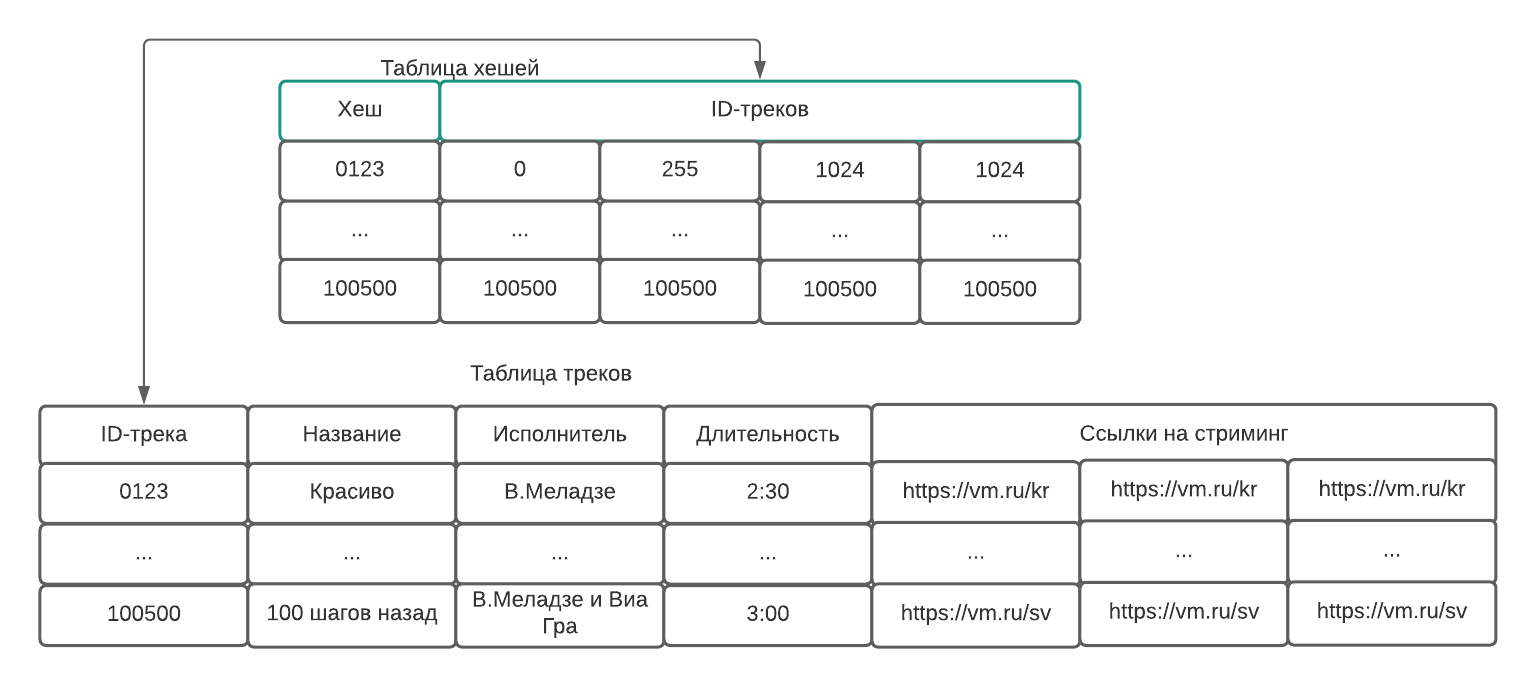 Таблица хешей
Хеш ID-треков
0123 0 255 1024 1024
... ... ... ... ...
100500 100500 100500 100500 100500
Таблица треков
ID-трека Название Исполнитель Длительность Ссылки на стриминг
0123 Красиво В.Меладзе 2:30 https://vm.ru/kr https://vm.ru/kr https://vm.ru/kr
... ... ... ... ... ... ...
100500 100 шагов назад В.Меладзе и Виа
Гра 3:00 https://vm.ru/sv https://vm.ru/sv https://vm.ru/sv